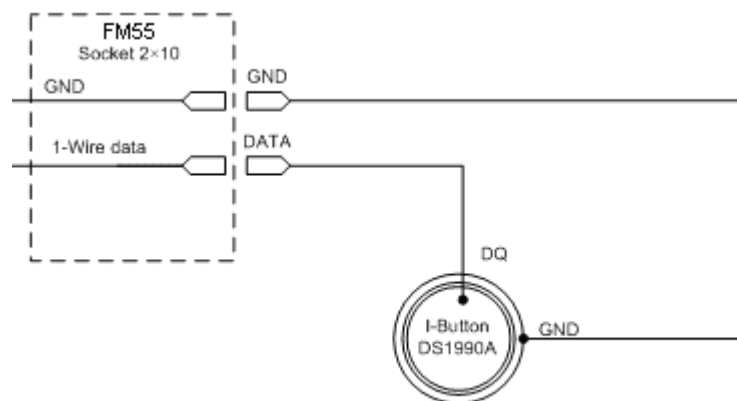 FM55
Socket 2×10
GND
GND
1-Wire data
DATA
DQ
I-Button
DS1990A
GND